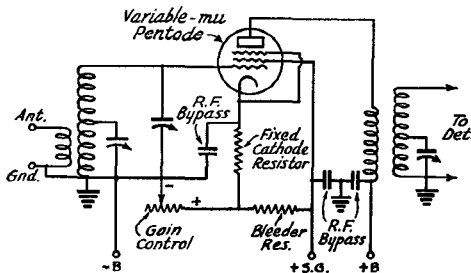 Variable-mu
Pentode
Ant.
Gnd.
R.F.
Bypass
Fixed
Cathode
Resistor
To
Det.
-
+
Gain
Control
Bleeder
Res.
R.F.
Bypass
-B
+S.G.
+B